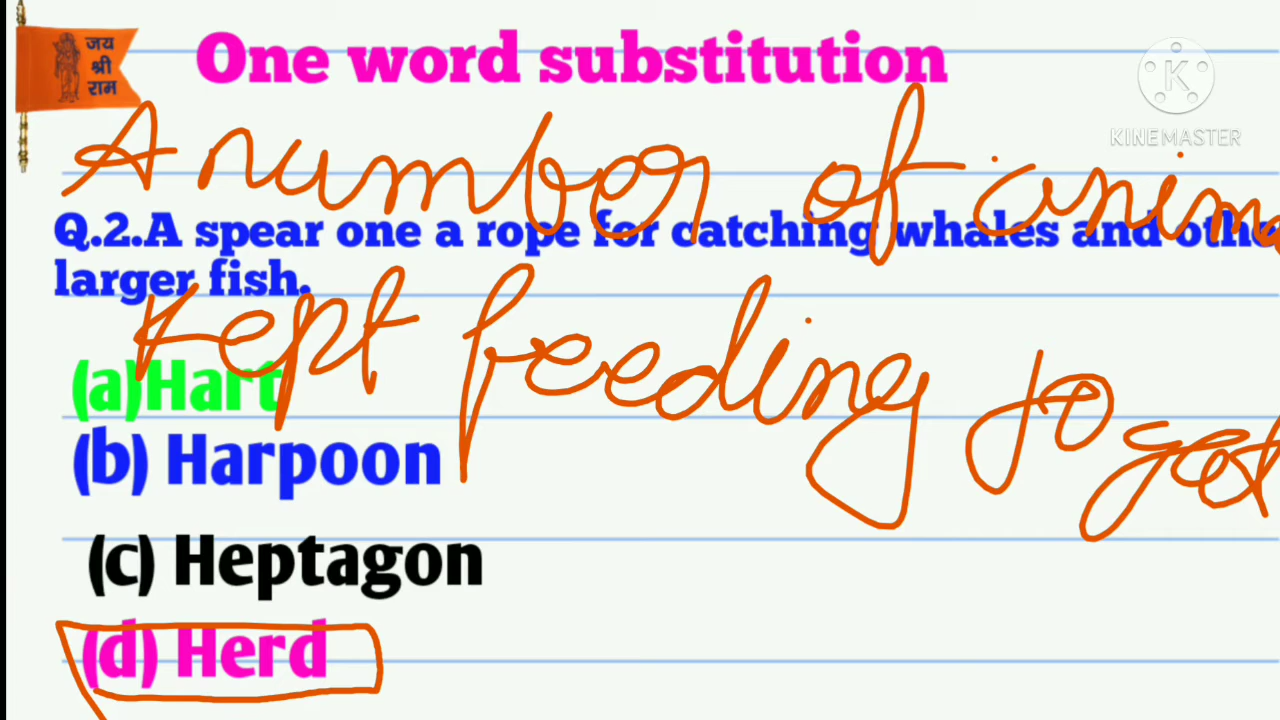 जय
श्री
राम
One word substitution
KINEMASTER
A number of anima
Q.2.A spear one a rope for catching whales and othe
larger fish.
kept feeding toget
(a)Hart
(b) Harpoon
(c) Heptagon
(d) Herd